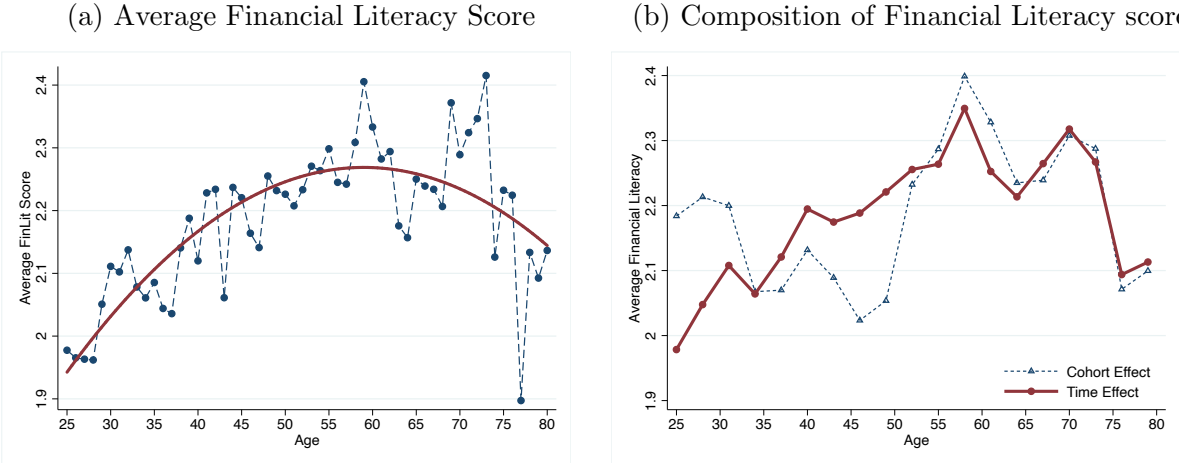 (a) Average Financial Literacy Score
Average FinLit Score
2.4
2.3
2.2
2.1
2
1.9
25 30 35 40 45 50 55 60 65 70 75 80
Age
(b) Composition of Financial Literacy score
Average Financial Literacy
2.4
2.3
2.2
2.1
2
1.9
Cohort Effect
Time Effect
25 30 35 40 45 50 55 60 65 70 75 80
Age